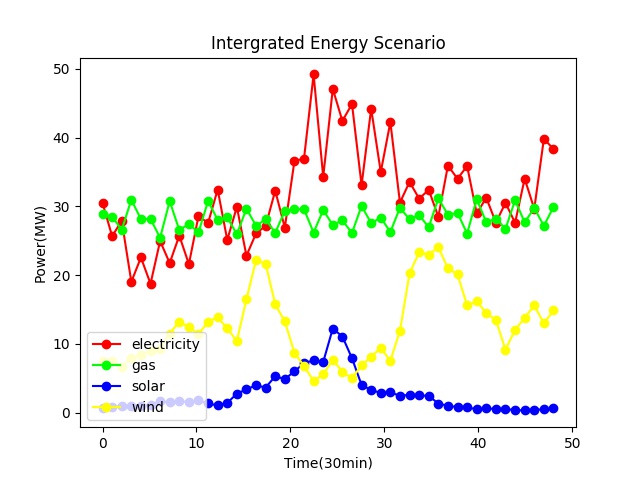 Intergrated Energy Scenario
Power(MW)
50
40
30
20
10
0
electricity
gas
solar
wind
0 10 20 30 40 50
Time(30min)